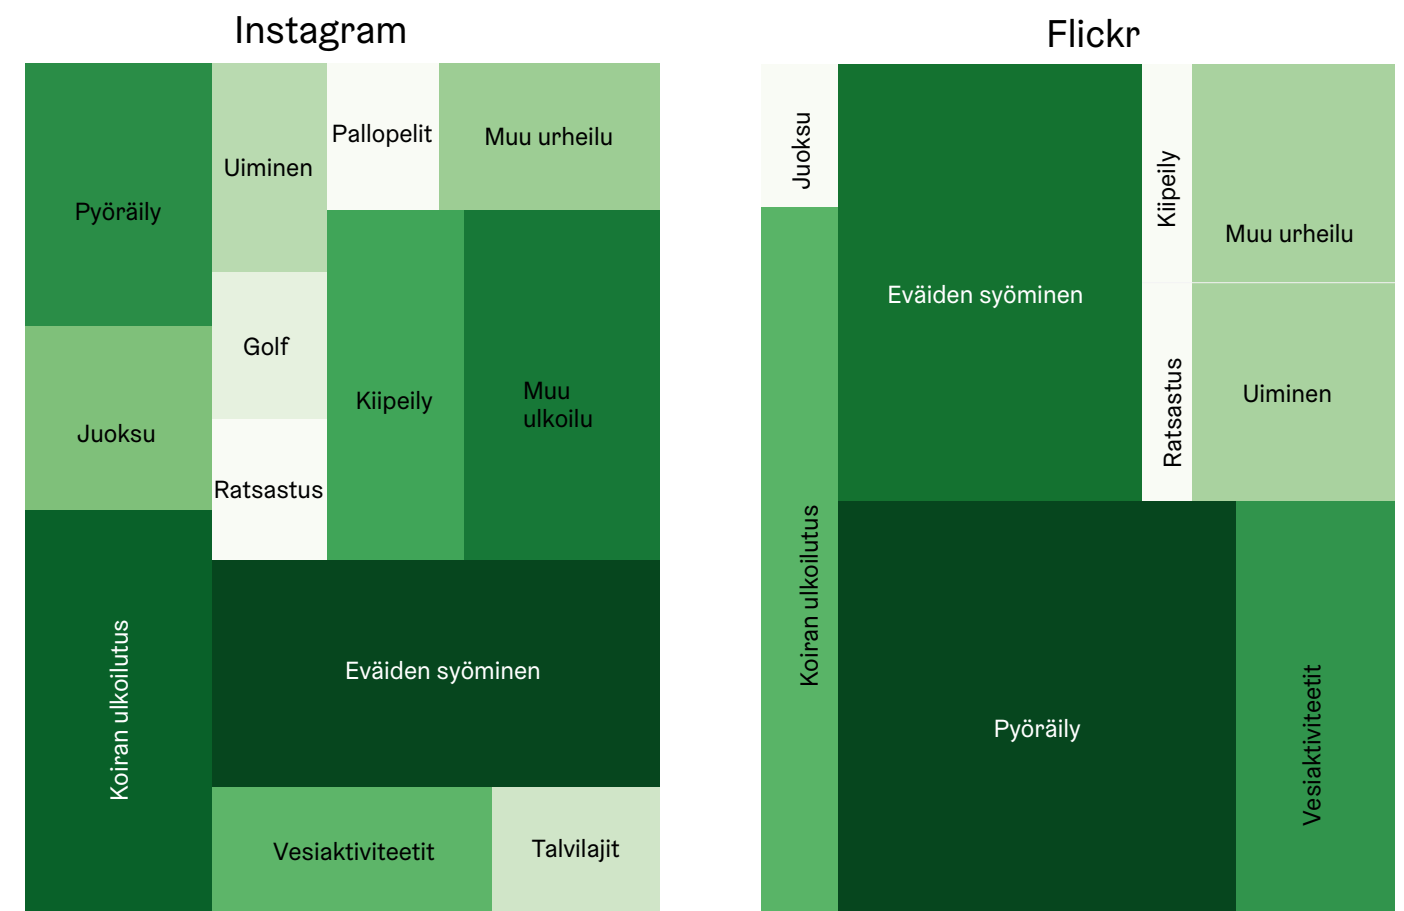 Instagram
Pyöräily
Uiminen
Pallopelit
Muu urheilu
Golf
Juoksu
Ratsastus
Kiipeily
Muu
ulkoilu
Koiran ulkoilutus
Eväiden syöminen
Vesiaktiviteetit
Talvilajit
Flickr
Juoksu
Eväiden syöminen
Kiipeily
Muu urheilu
Ratsastus
Uiminen
Koiran ulkoilutus
Pyöräily
Vesiaktiviteetit